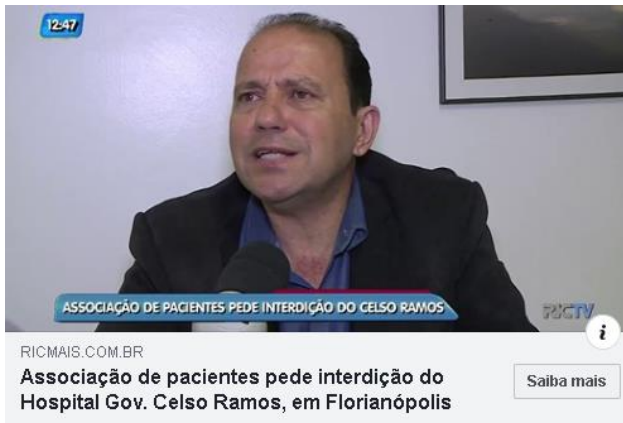 12:47
ASSOCIAÇÃO DE PACIENTES PEDE INTERDIÇÃO DO CELSO RAMOS
RICTV
i
RICMAIS.COM.BR
Associação de pacientes pede interdição do
Hospital Gov. Celso Ramos, em Florianópolis
Saiba mais